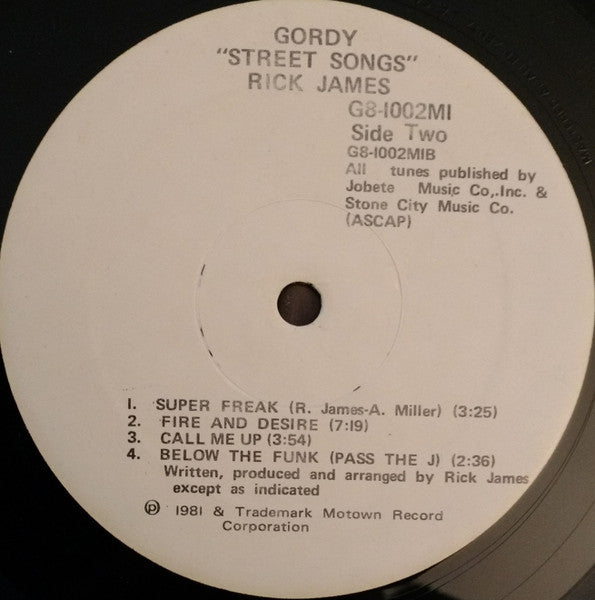 GORDY
"STREET SONGS"
RICK JAMES
G8-1002M1
Side Two
G8-1002M1B
All tunes published by
Jobete Music Co,.Inc. &
Stone City Music Co.
(ASCAP)
1. SUPER FREAK (R. James-A. Miller) (3:25)
2. FIRE AND DESIRE (7:19)
3. CALL ME UP (3:54)
4. BELOW THE FUNK (PASS THE J) (2:36)
Written, produced and arranged by Rick James
except as indicated
℗ 1981 & Trademark Motown Record
Corporation